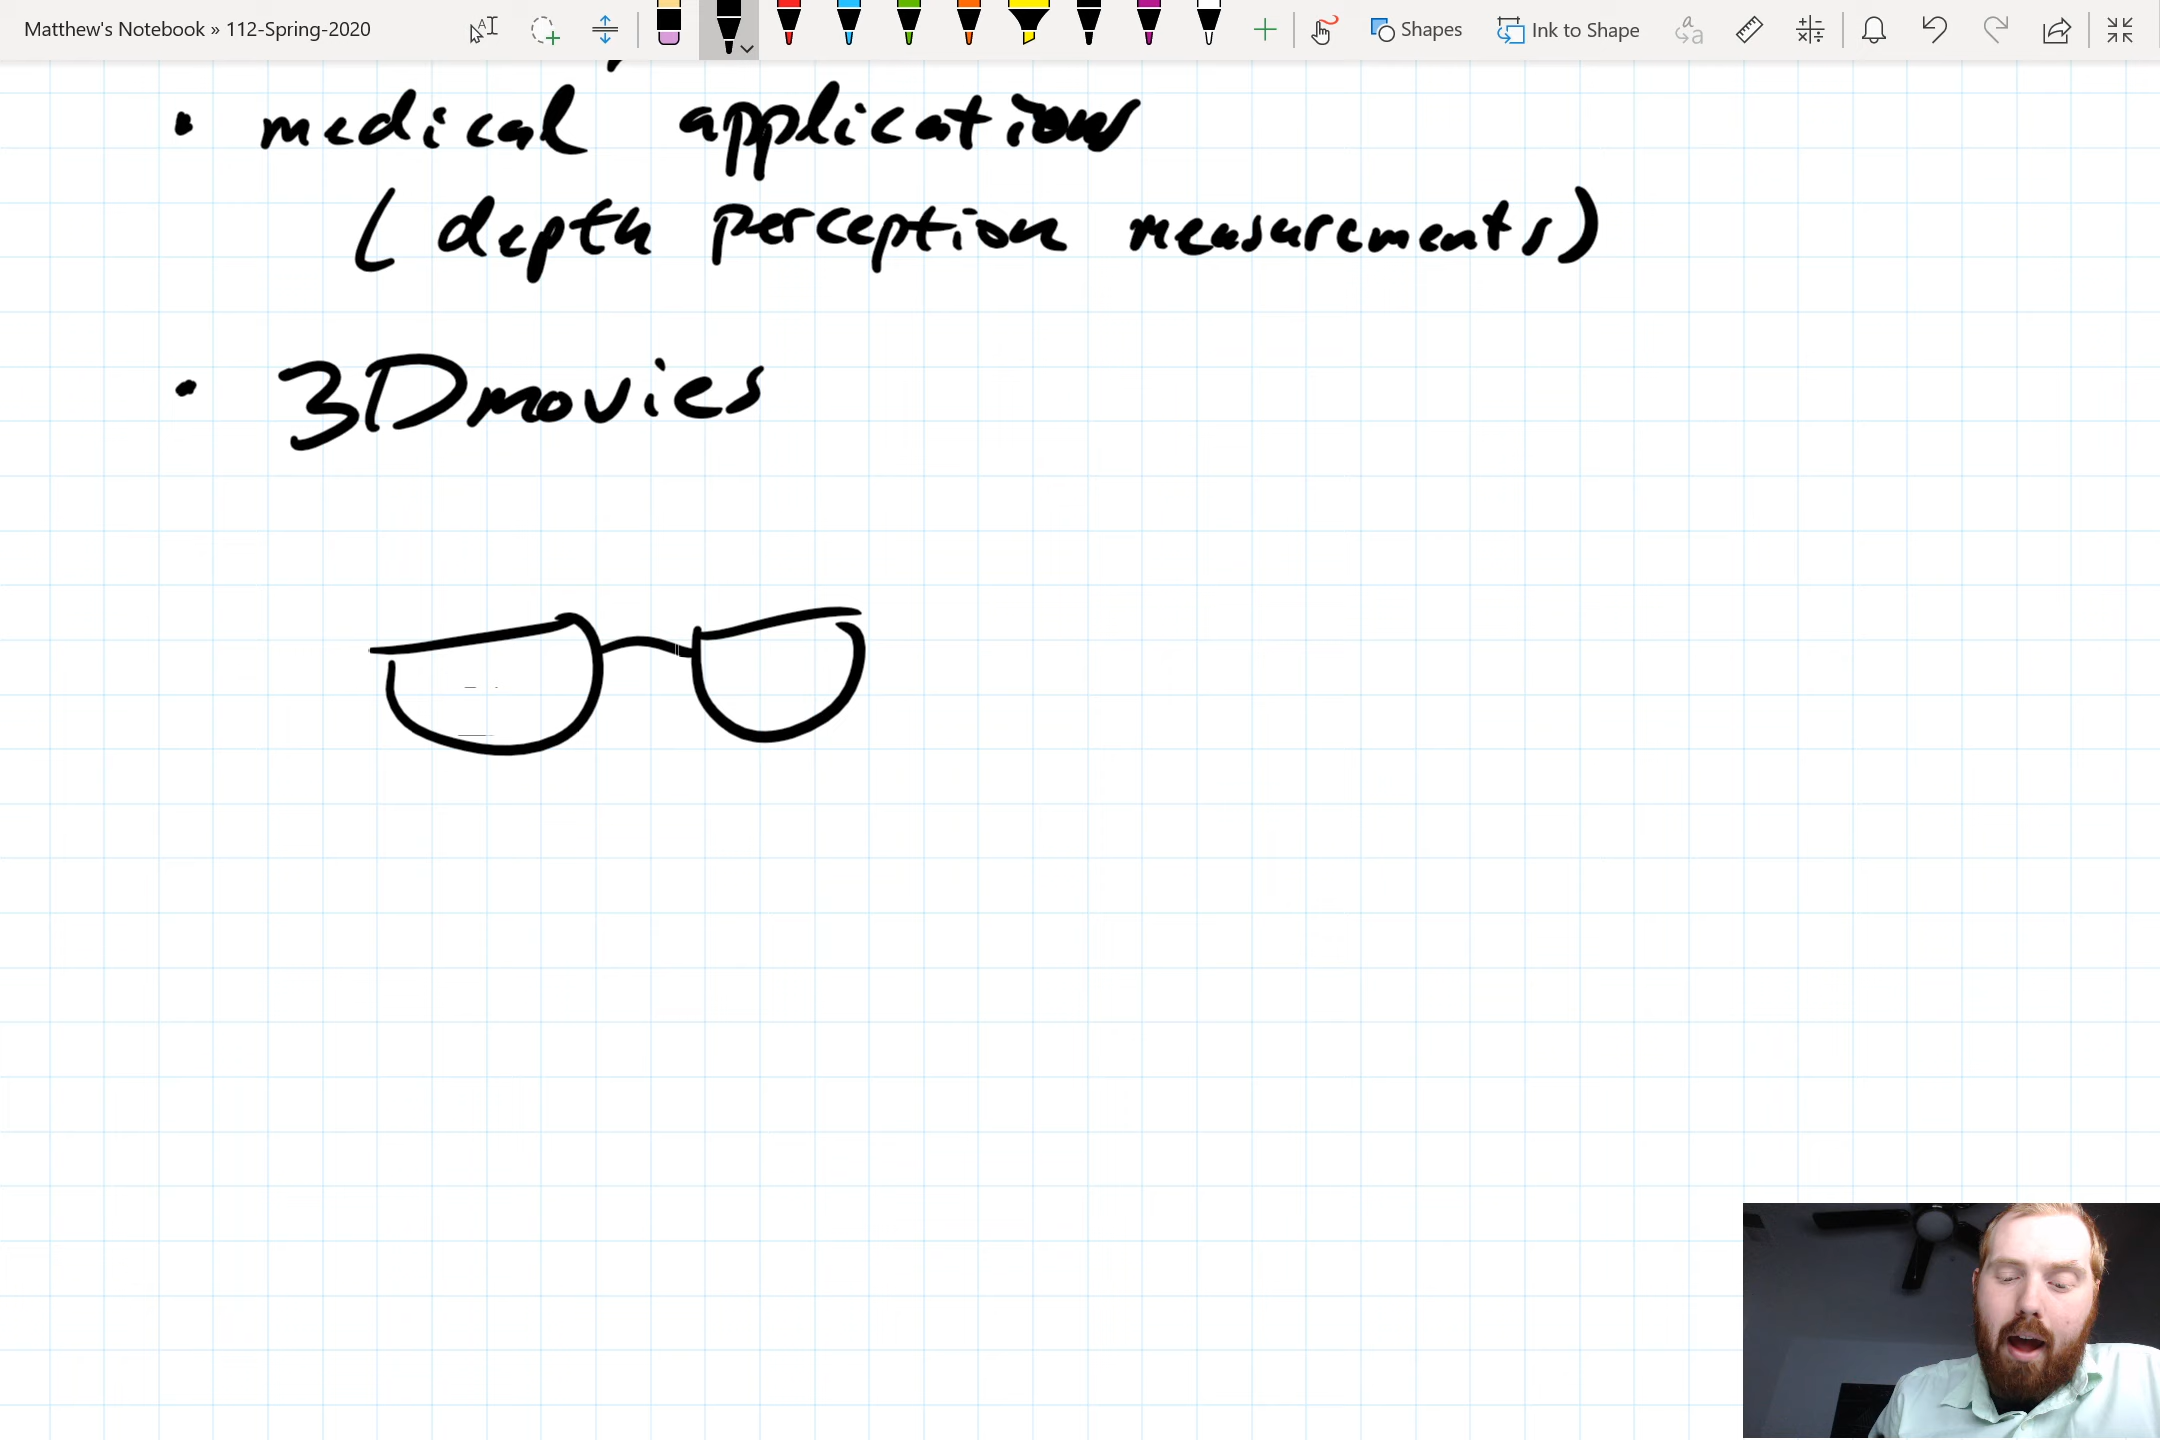 Matthew's Notebook » 112-Spring-2020
Shapes
Ink to Shape
• medical applications
(depth perception measurements)
• 3D movies